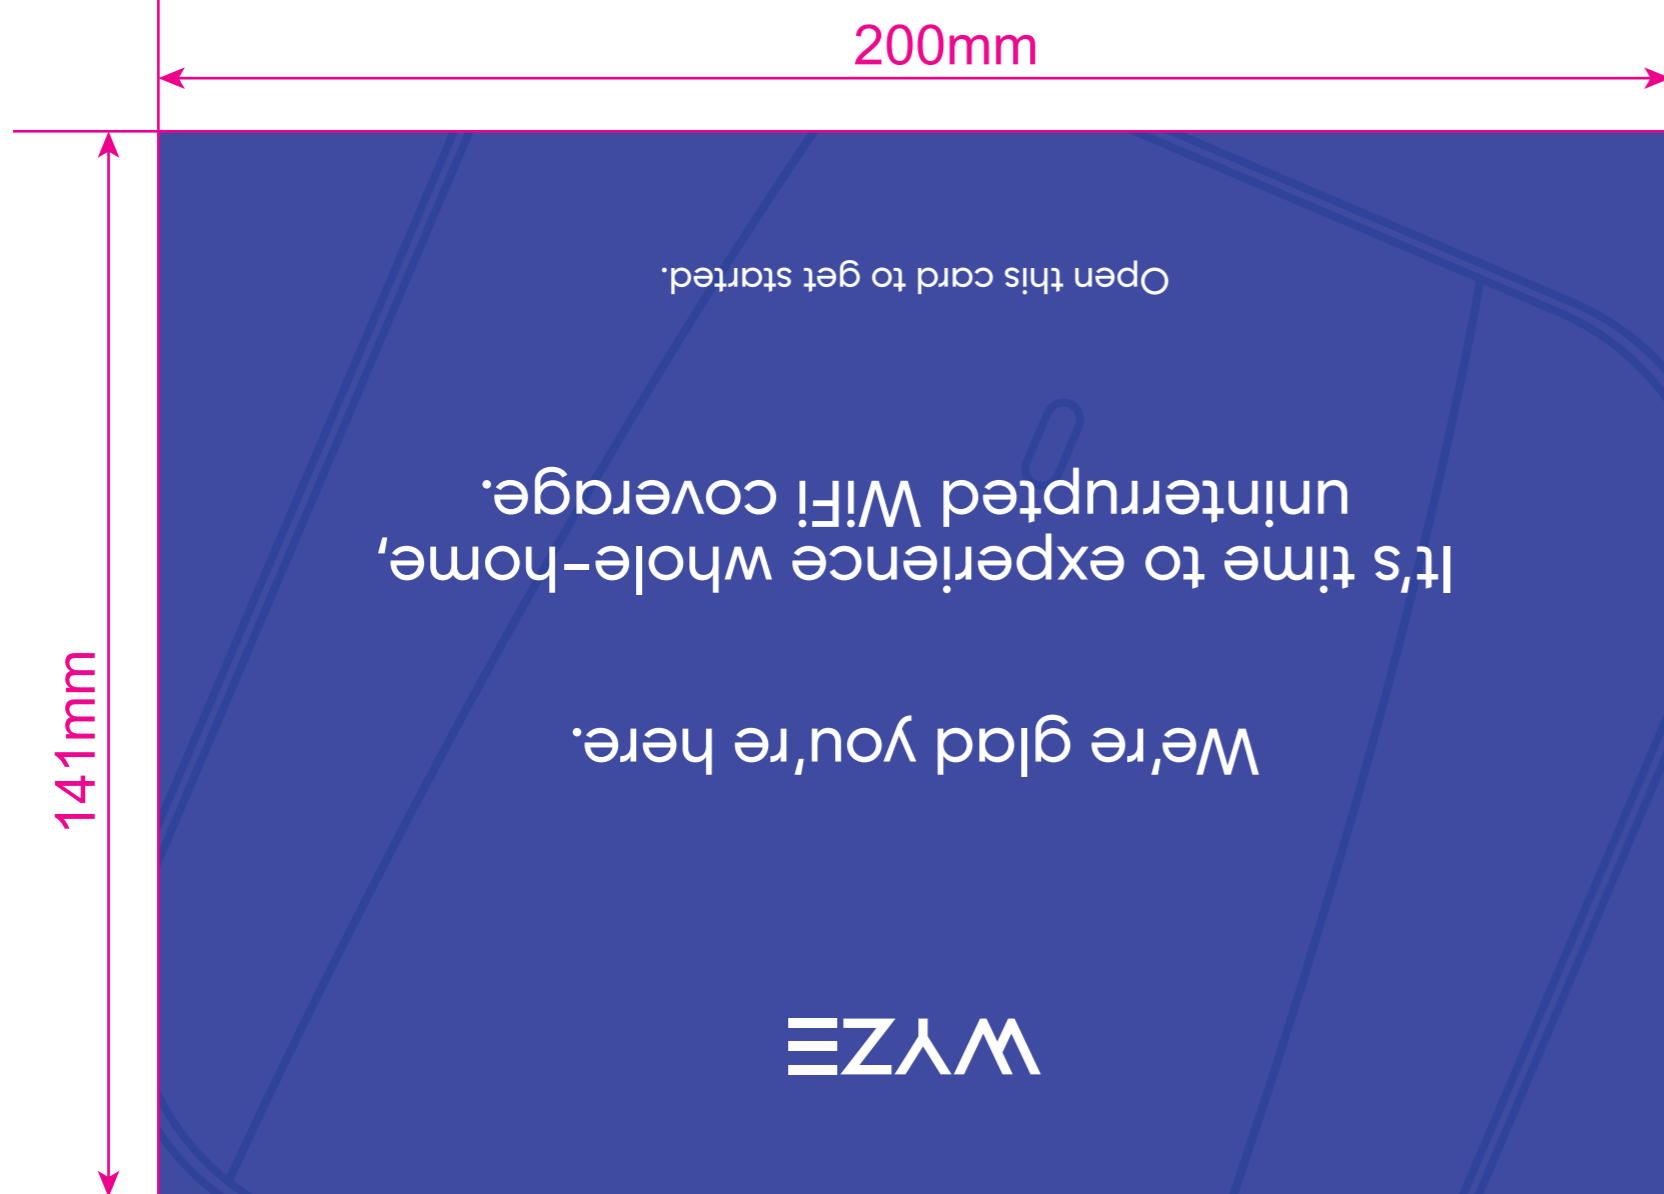 200mm
141mm
WYZE
We're glad you're here.
It's time to experience whole-home,
uninterrupted WiFi coverage.
Open this card to get started.